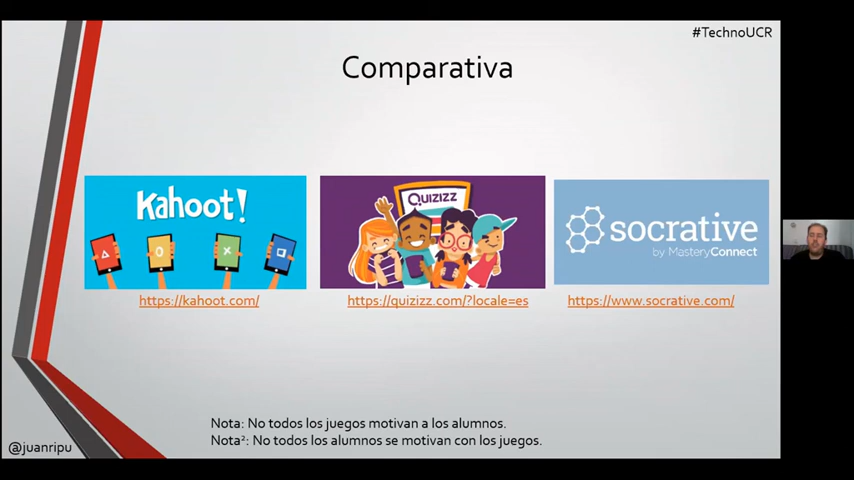 #TechnoUCR
Comparativa
Kahoot!
Quizizz
socrative
by MasteryConnect
https://kahoot.com/
https://quizizz.com/?locale=es
https://www.socrative.com/
Nota: No todos los juegos motivan a los alumnos.
Nota²: No todos los alumnos se motivan con los juegos.
@juanripu